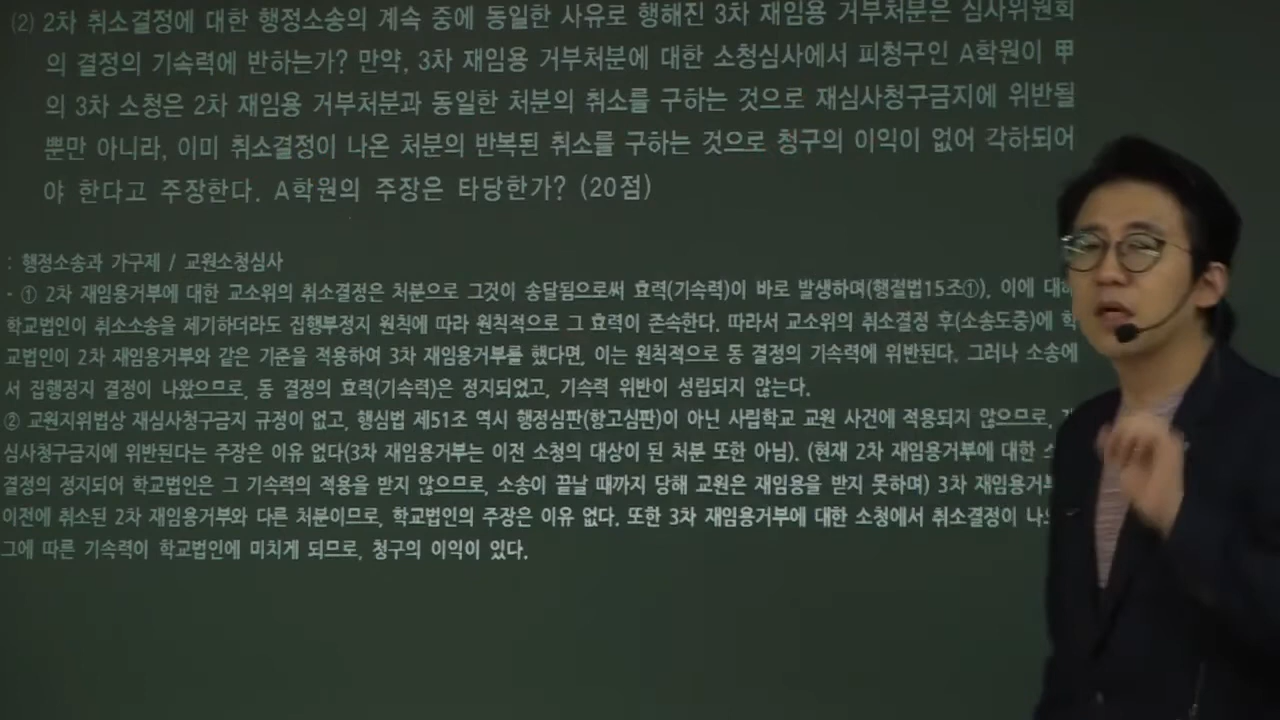 (2) 2차 취소결정에 대한 행정소송의 계속 중에 동일한 사유로 행해진 3차 재임용 거부처분은 심사위원회
의 결정의 기속력에 반하는가? 만약, 3차 재임용 거부처분에 대한 소청심사에서 피청구인 A학원이 甲
의 3차 소청은 2차 재임용 거부처분과 동일한 처분의 취소를 구하는 것으로 재심사청구금지에 위반될
뿐만 아니라, 이미 취소결정이 나온 처분의 반복된 취소를 구하는 것으로 청구의 이익이 없어 각하되어
야 한다고 주장한다. A학원의 주장은 타당한가? (20점)
: 행정소송과 가구제 / 교원소청심사
- ① 2차 재임용거부에 대한 교소위의 취소결정은 처분으로 그것이 송달됨으로써 효력(기속력)이 바로 발생하며(행절법15조①), 이에 대해
학교법인이 취소소송을 제기하더라도 집행부정지 원칙에 따라 원칙적으로 그 효력이 존속한다. 따라서 교소위의 취소결정 후(소송도중)에 학
교법인이 2차 재임용거부와 같은 기준을 적용하여 3차 재임용거부를 했다면, 이는 원칙적으로 동 결정의 기속력에 위반된다. 그러나 소송에
서 집행정지 결정이 나왔으므로, 동 결정의 효력(기속력)은 정지되었고, 기속력 위반이 성립되지 않는다.
② 교원지위법상 재심사청구금지 규정이 없고, 행심법 제51조 역시 행정심판(항고심판)이 아닌 사립학교 교원 사건에 적용되지 않으므로,
심사청구금지에 위반된다는 주장은 이유 없다(3차 재임용거부는 이전 소청의 대상이 된 처분 또한 아님). (현재 2차 재임용거부에 대한
결정의 정지되어 학교법인은 그 기속력의 적용을 받지 않으므로, 소송이 끝날 때까지 당해 교원은 재임용을 받지 못하며) 3차 재임용거부
이전에 취소된 2차 재임용거부와 다른 처분이므로, 학교법인의 주장은 이유 없다. 또한 3차 재임용거부에 대한 소청에서 취소결정이
그에 따른 기속력이 학교법인에 미치게 되므로, 청구의 이익이 있다.